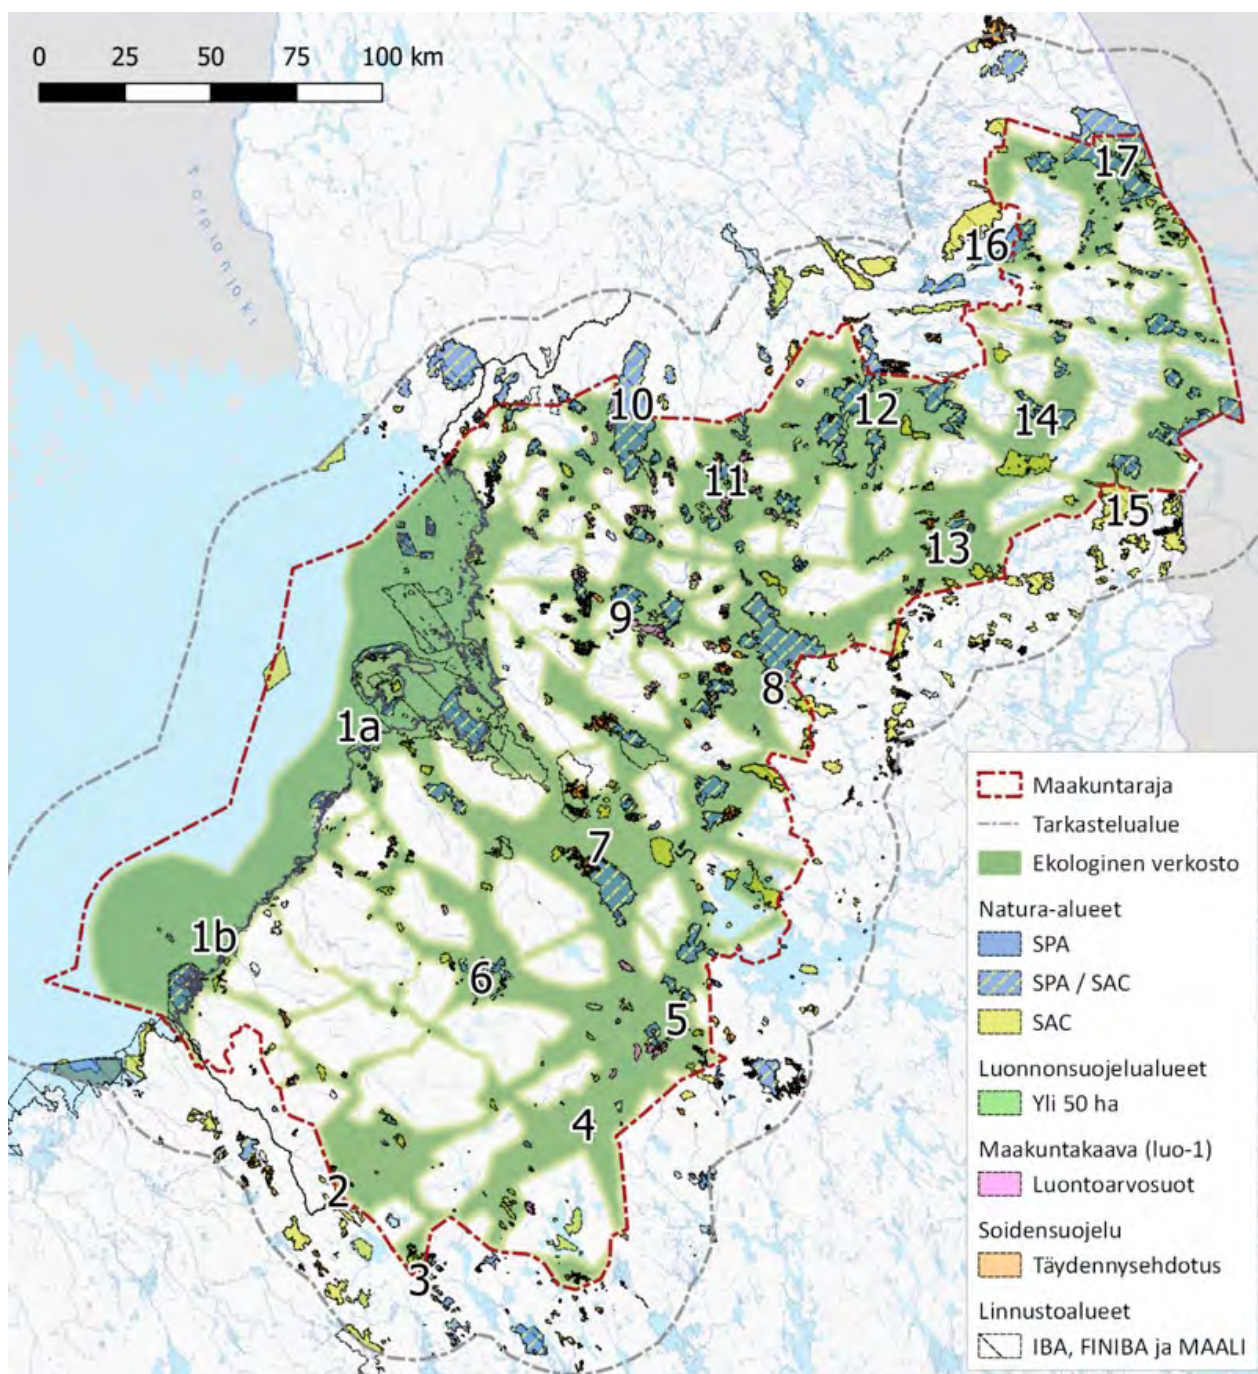 0 25 50 75 100 km
Tornionjoki
17
16
10
12
14
11
15
13
9
8
1a
7
1b
6
5
4
2
3
Maakuntaraja
Tarkastelualue
Ekologinen verkosto
Natura-alueet
SPA
SPA / SAC
SAC
Luonnonsuojelualueet
Yli 50 ha
Maakuntakaava (luo-1)
Luontoarvosuot
Soidensuojelu
Täydennysehdotus
Linnustoalueet
IBA, FINIBA ja MAALI